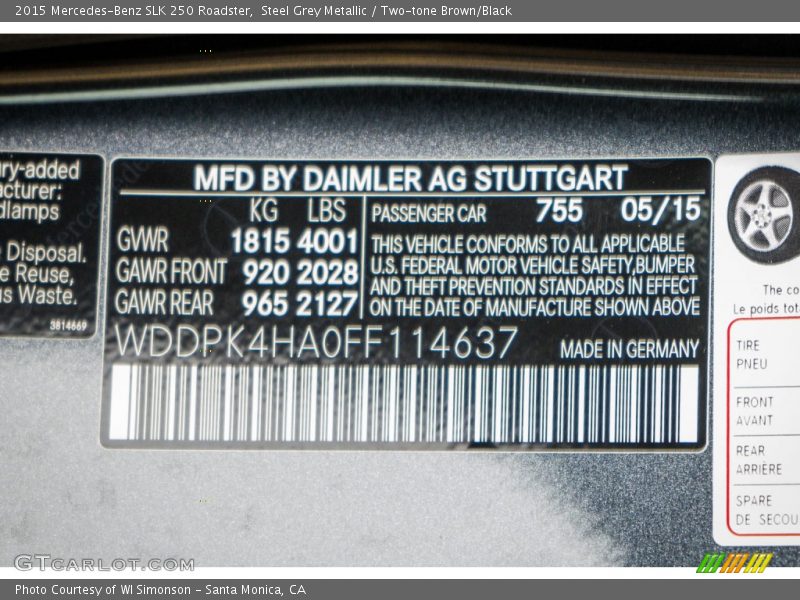 2015 Mercedes-Benz SLK 250 Roadster, Steel Grey Metallic / Two-tone Brown/Black
MFD BY DAIMLER AG STUTTGART
KG LBS
GWR 1815 4001
GAWR FRONT 920 2028
GAWR REAR 965 2127
PASSENGER CAR 755 05/15
THIS VEHICLE CONFORMS TO ALL APPLICABLE
U.S. FEDERAL MOTOR VEHICLE SAFETY,BUMPER
AND THEFT PREVENTION STANDARDS IN EFFECT
ON THE DATE OF MANUFACTURE SHOWN ABOVE
WDDPK4HA0FF114637 MADE IN GERMANY
ry-added
acturer:
dlamps
Disposal.
e Reuse,
us Waste.
3814669
The co
Le poids tot
TIRE
PNEU
FRONT
AVANT
REAR
ARRIÈRE
SPARE
DE SECOU
GTCARLOT.COM
Photo Courtesy of WI Simonson - Santa Monica, CA